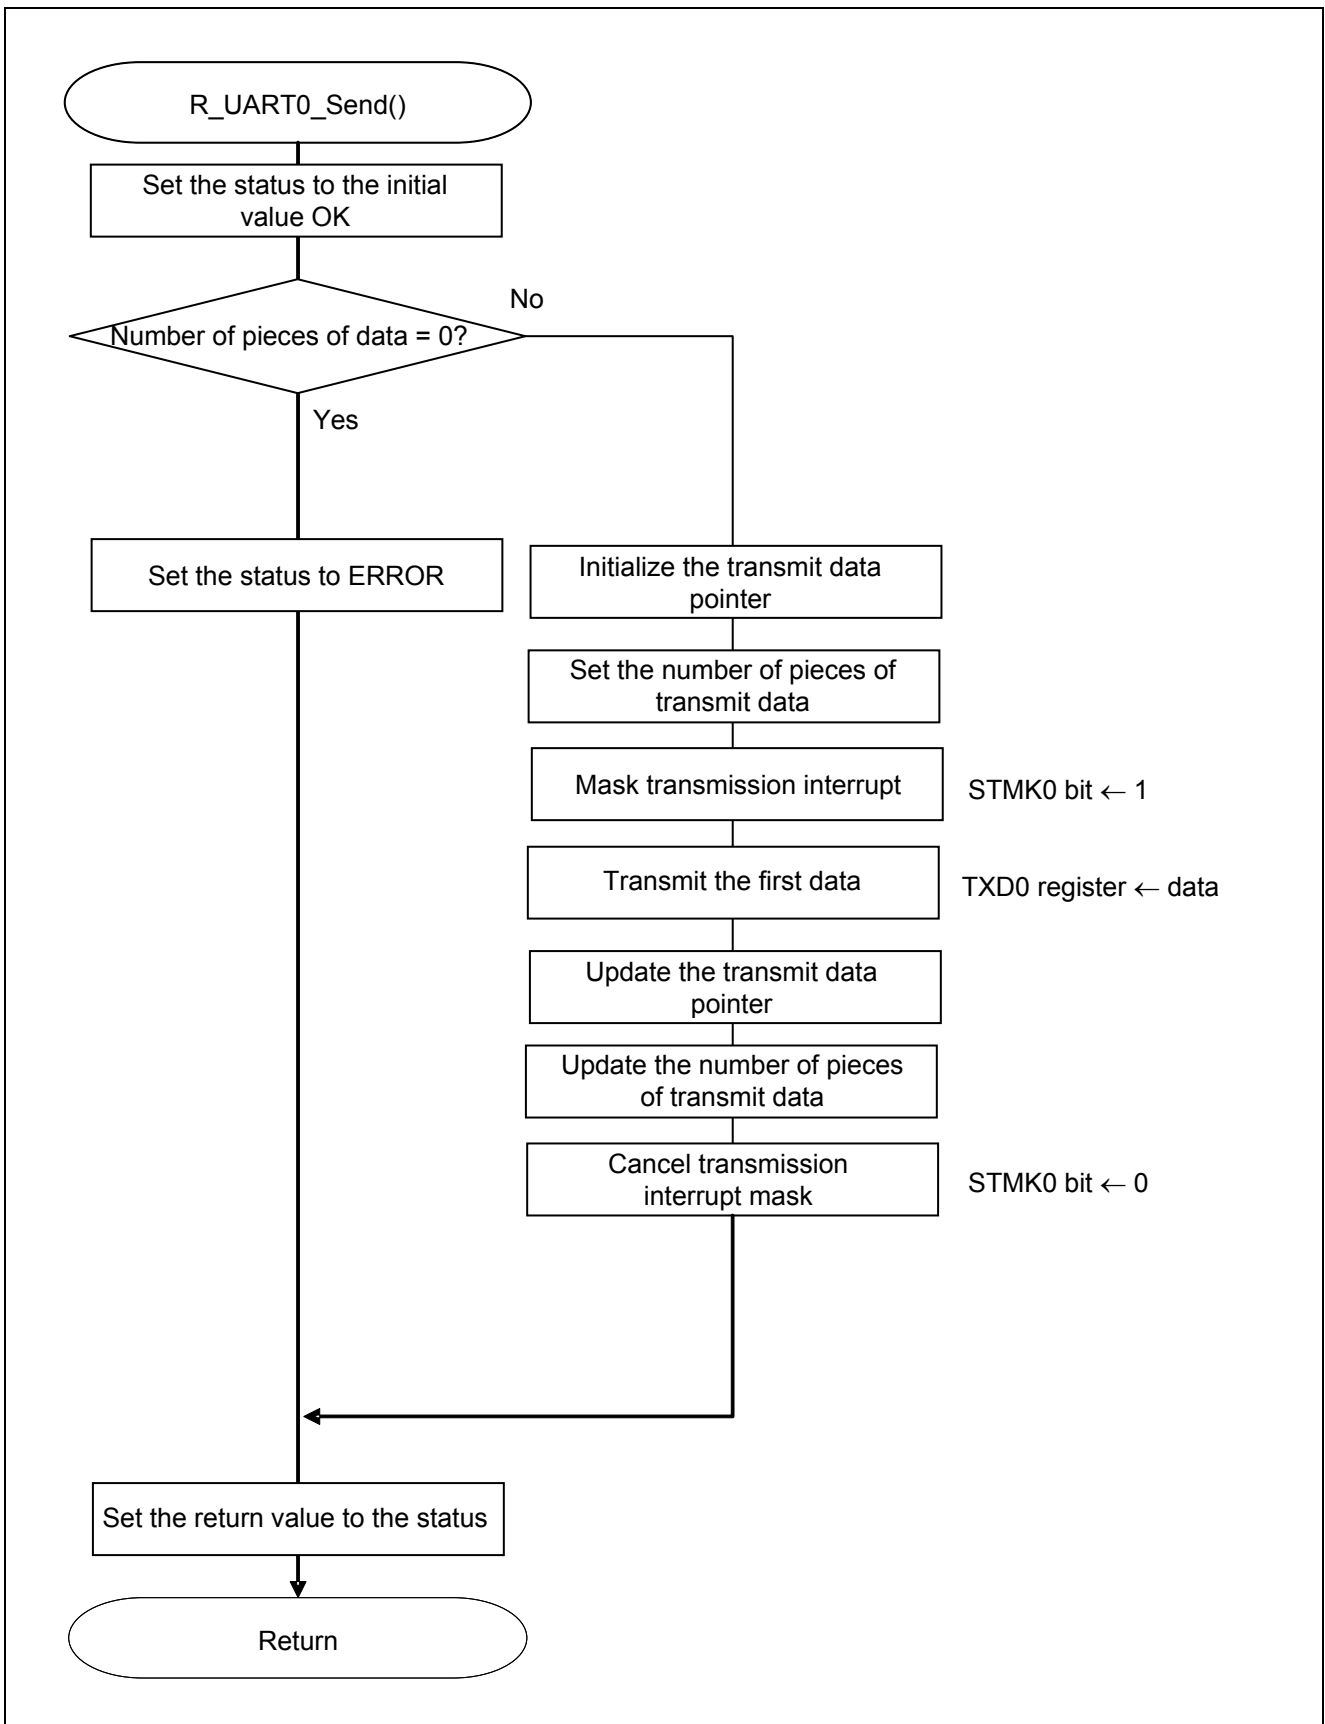 R_UART0_Send()
Set the status to the initial
value OK
No
Number of pieces of data = 0?
Yes
Set the status to ERROR
Initialize the transmit data
pointer
Set the number of pieces of
transmit data
Mask transmission interrupt
STMK0 bit ← 1
Transmit the first data
TXD0 register ← data
Update the transmit data
pointer
Update the number of pieces
of transmit data
Cancel transmission
interrupt mask
STMK0 bit ← 0
Set the return value to the status
Return